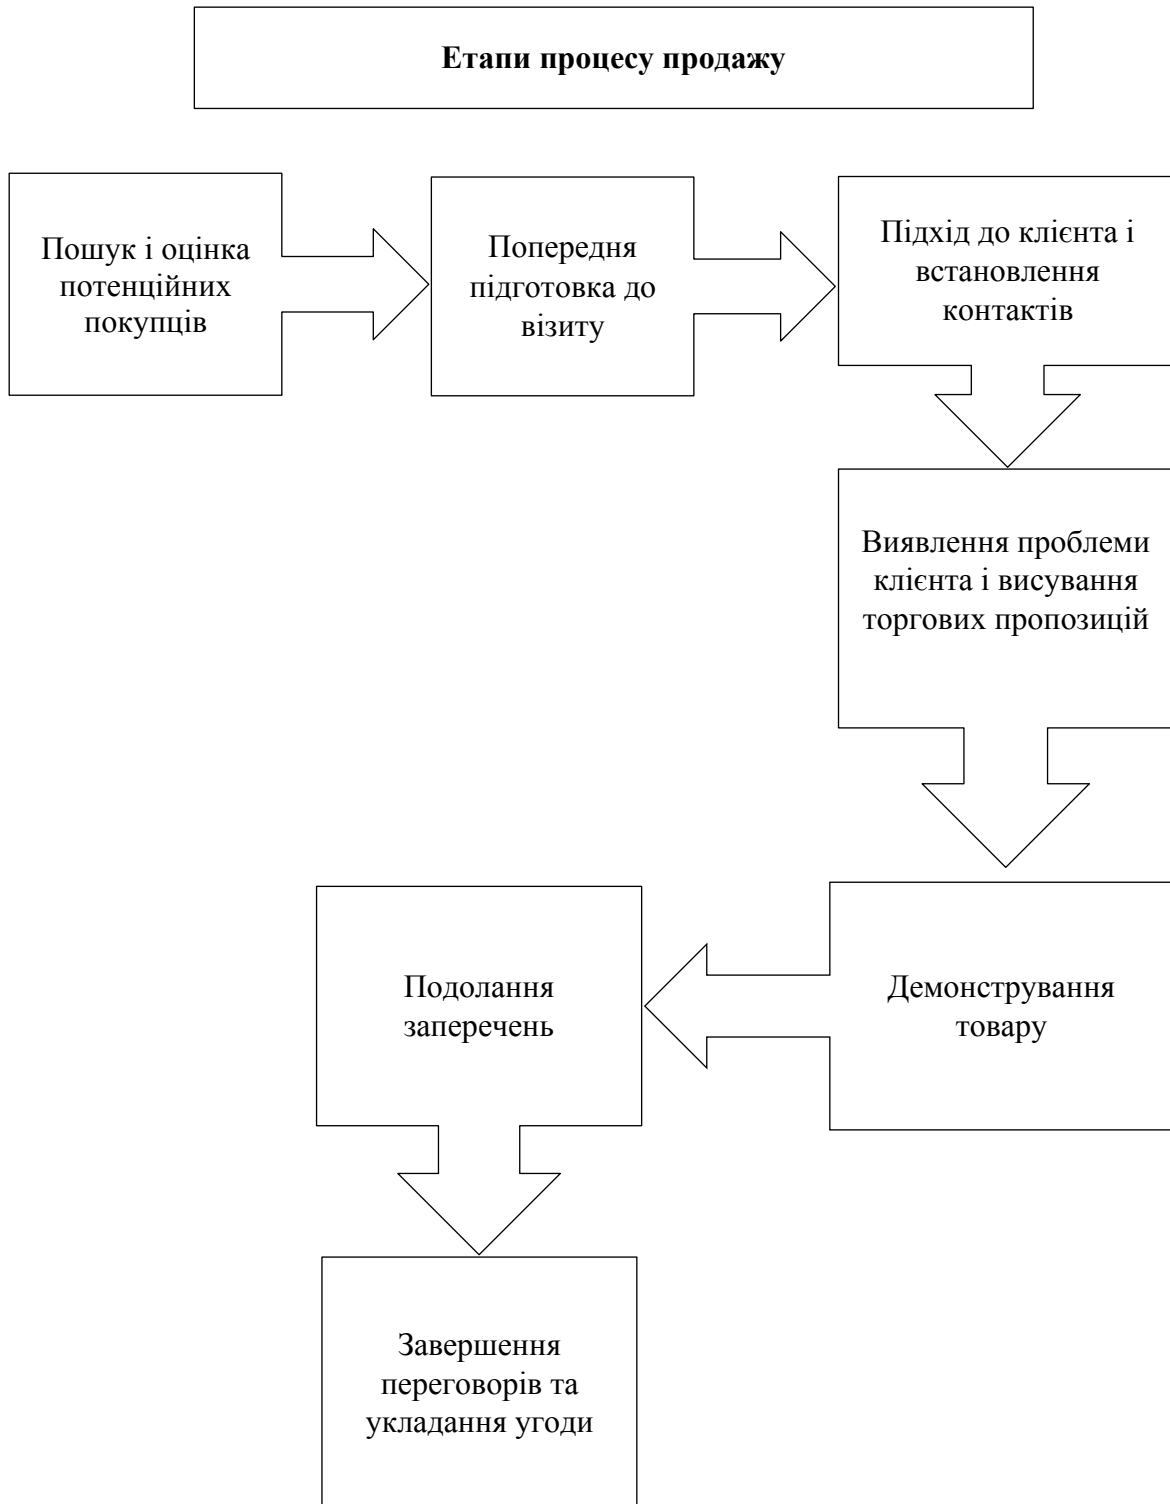 Етапи процесу продажу
Пошук і оцінка
потенційних
покупців
Попередня
підготовка до
візиту
Підхід до клієнта і
встановлення
контактів
Виявлення проблеми
клієнта і висування
торгових пропозицій
Демонстрування
товару
Подолання
заперечень
Завершення
переговорів та
укладання угоди